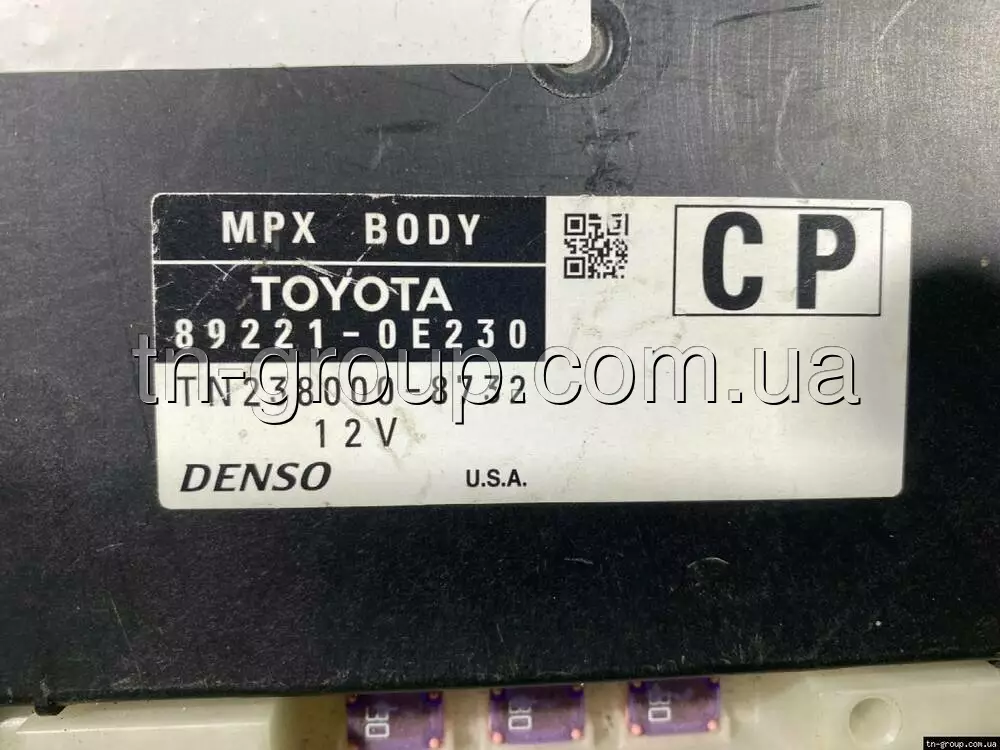 MPX BODY
CP
TOYOTA
89221-0E230
tn-group.com.ua
TN238000-8732
12V
DENSO
U.S.A.
30
30
30
tn-group.com.ua